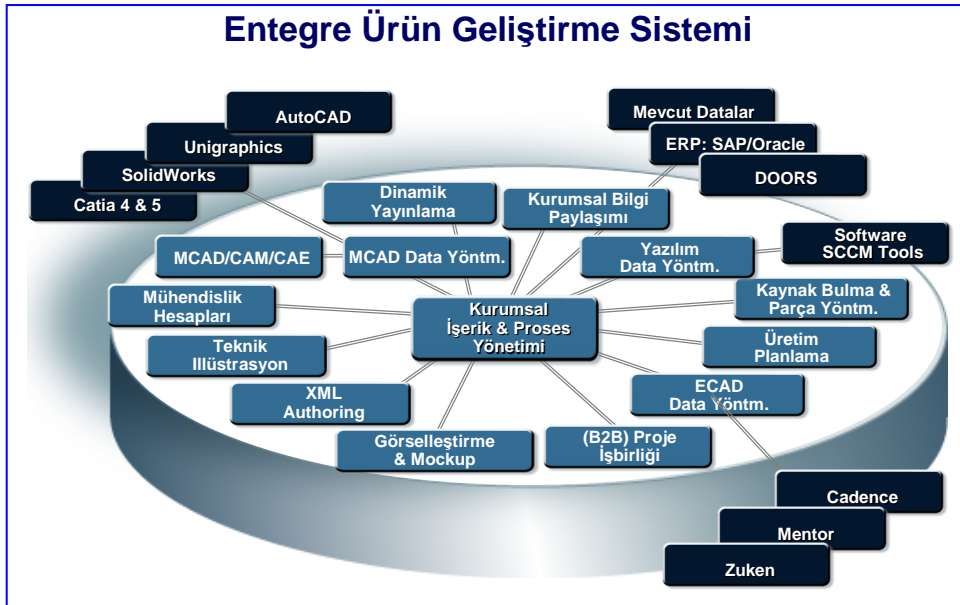 Entegre Ürün Geliştirme Sistemi
AutoCAD
Unigraphics
SolidWorks
Catia 4 & 5
Mevcut Datalar
ERP: SAP/Oracle
DOORS
Software
SCCM Tools
Dinamik
Yayınlama
Kurumsal Bilgi
Paylaşımı
MCAD/CAM/CAE
MCAD Data Yöntm.
Yazılım
Data Yöntm.
Mühendislik
Hesapları
Kurumsal
İşerik & Proses
Yönetimi
Kaynak Bulma &
Parça Yöntm.
Teknik
Illüstrasyon
Üretim
Planlama
XML
Authoring
ECAD
Data Yöntm.
Görselleştirme
& Mockup
(B2B) Proje
İşbirliği
Cadence
Mentor
Zuken